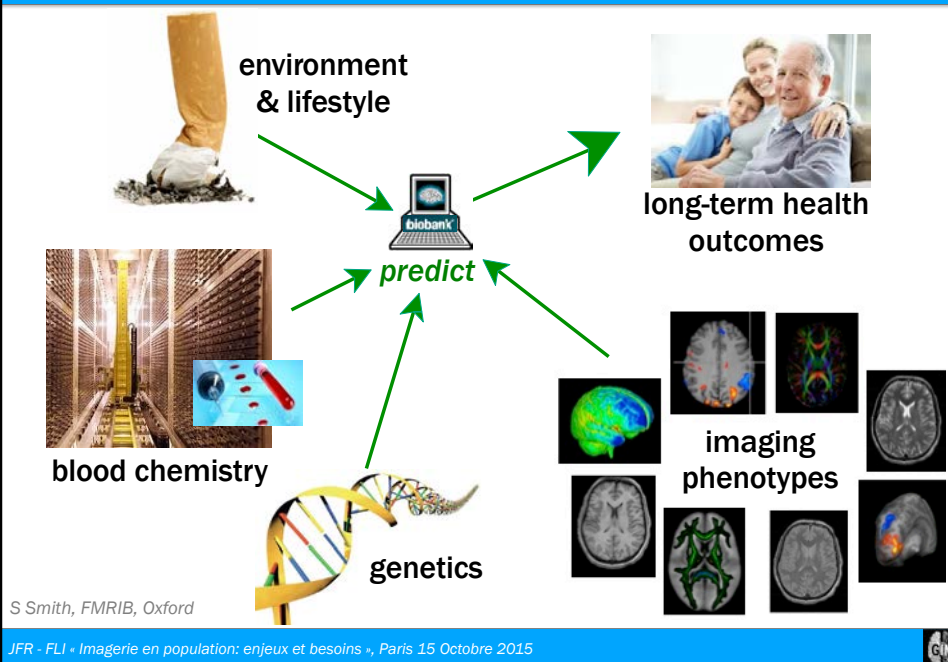 environment
& lifestyle
biobank
predict
long-term health
outcomes
blood chemistry
imaging
phenotypes
genetics
S Smith, FMRIB, Oxford
JFR - FLI « Imagerie en population: enjeux et besoins », Paris 15 Octobre 2015